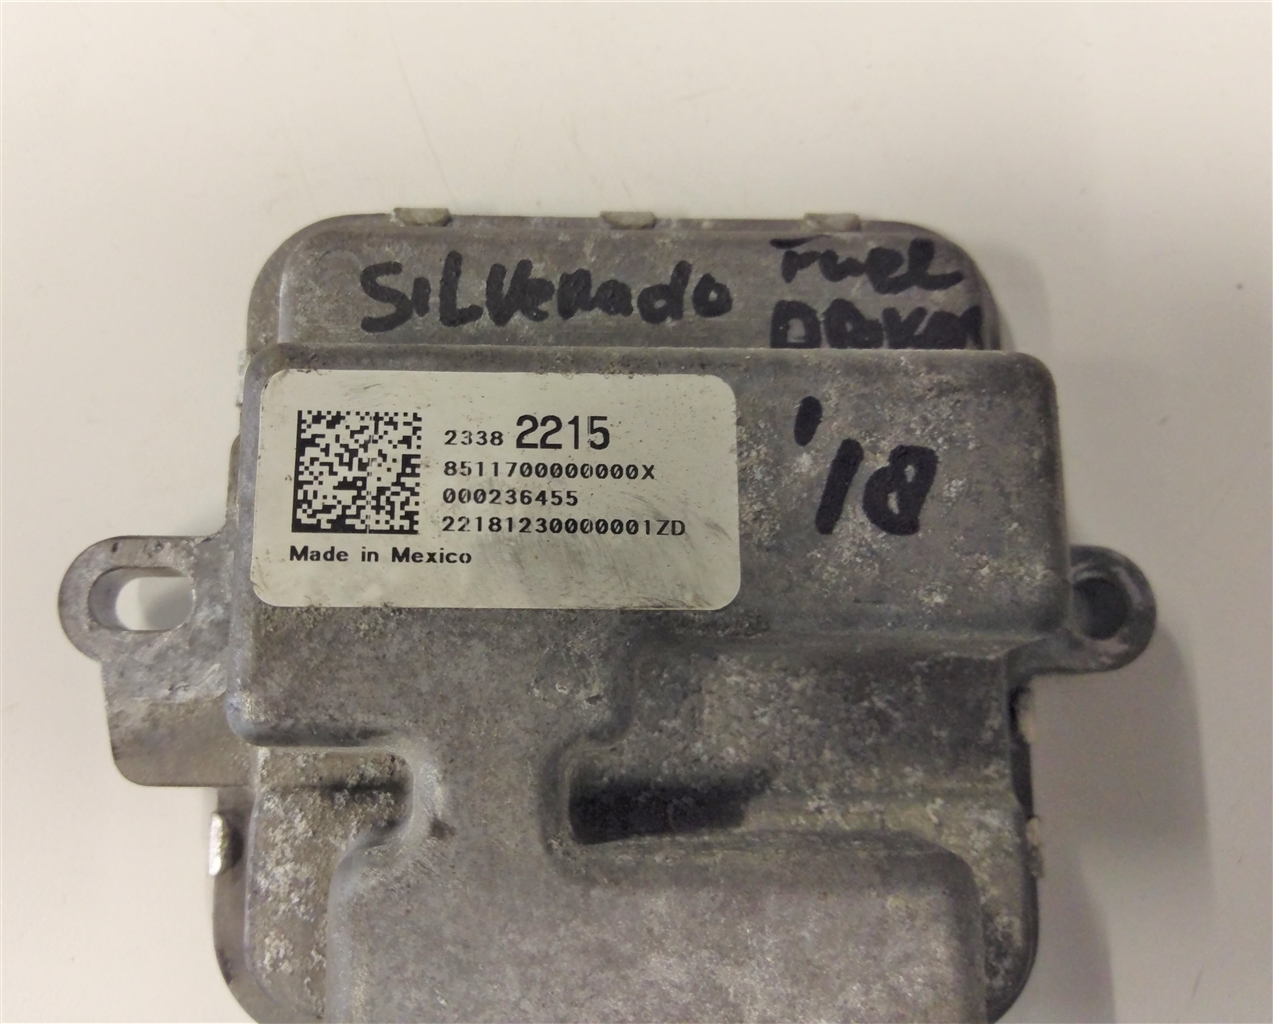 SiLVerado
Fuel
'18
2338 2215
8511700000000X
000236455
22181230000001ZD
Made in Mexico